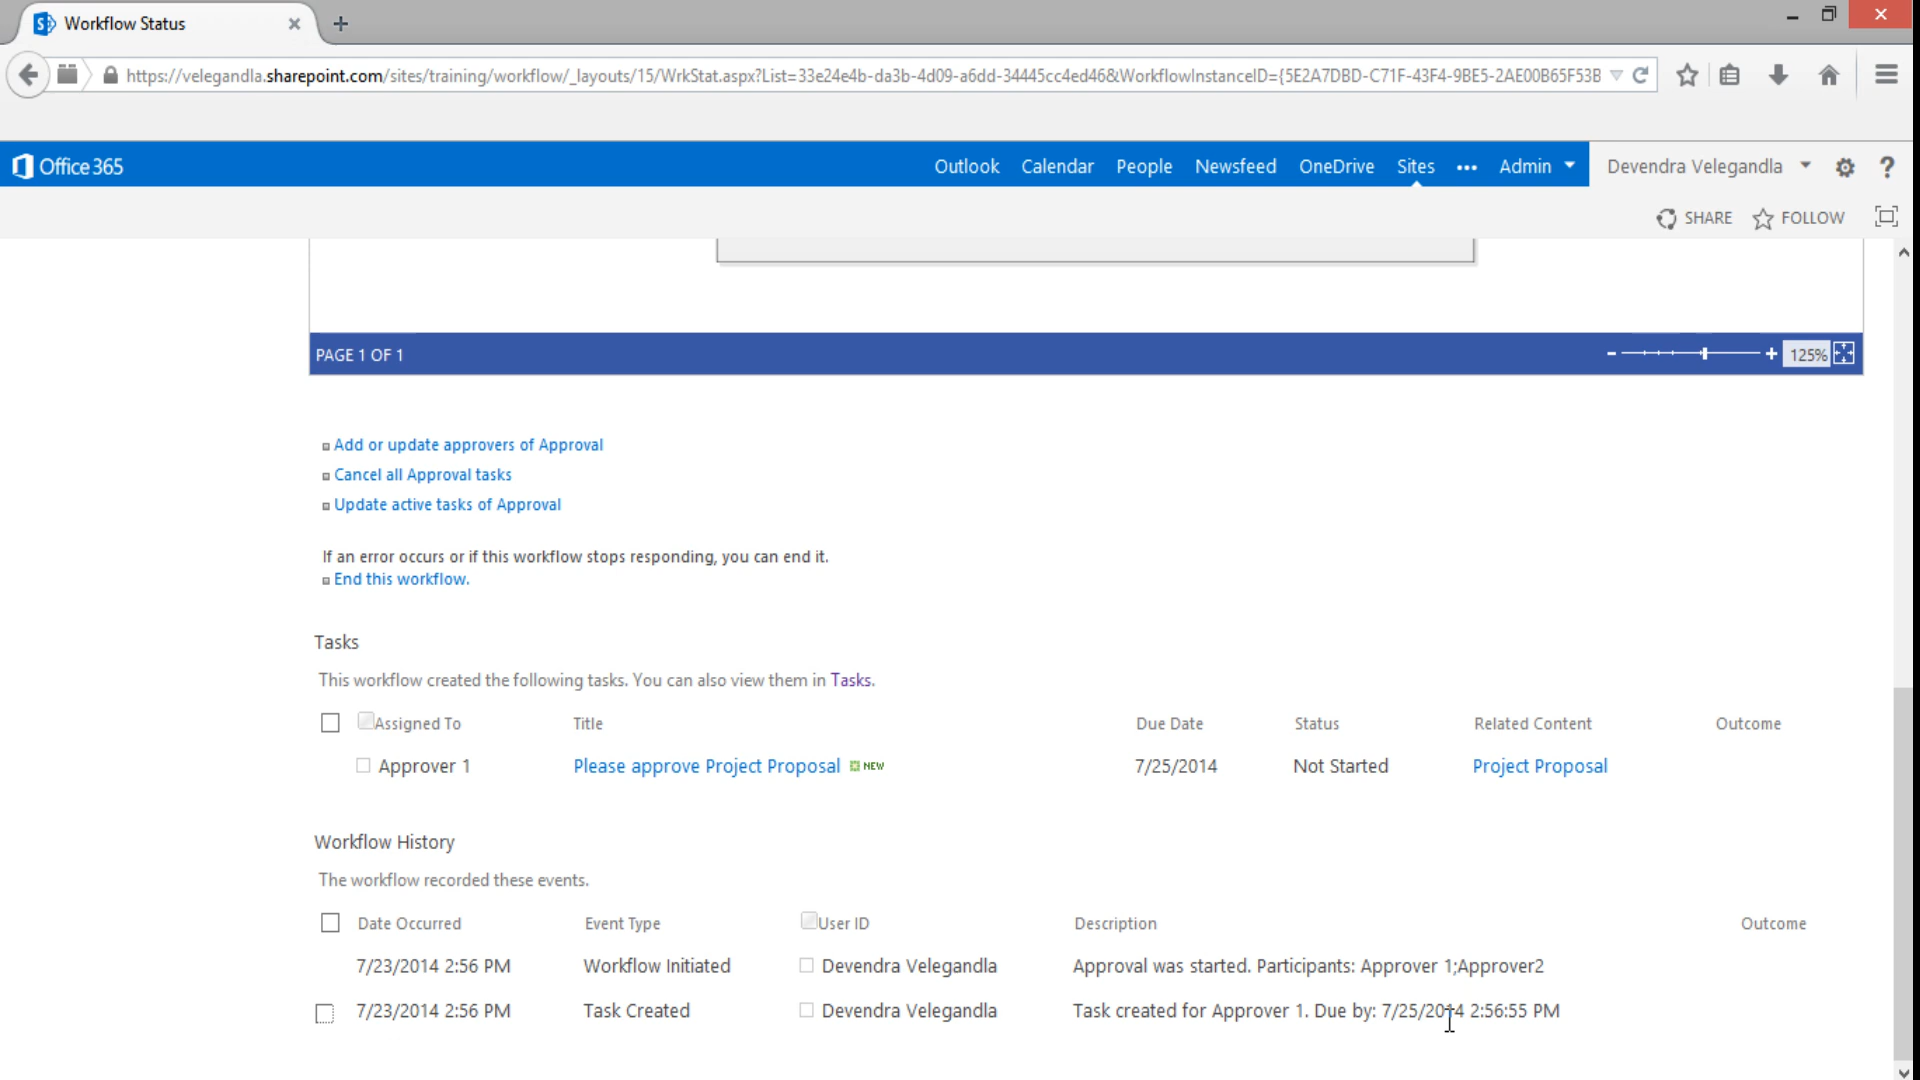 Workflow Status
https://velegandla.sharepoint.com/sites/training/workflow/_layouts/15/WrkStat.aspx?List=33e24e4b-da3b-4d09-a6dd-34445cc4ed46&WorkflowInstanceID={5E2A7DBD-C71F-43F4-9BE5-2AE00B65F53B
Office 365 Outlook Calendar People Newsfeed OneDrive Sites ••• Admin Devendra Velegandla ?
SHARE FOLLOW
PAGE 1 OF 1 - + 125%
Add or update approvers of Approval
Cancel all Approval tasks
Update active tasks of Approval
If an error occurs or if this workflow stops responding, you can end it.
End this workflow.
Tasks
This workflow created the following tasks. You can also view them in Tasks.
Assigned To Title Due Date Status Related Content Outcome
Approver 1 Please approve Project Proposal NEW 7/25/2014 Not Started Project Proposal
Workflow History
The workflow recorded these events.
Date Occurred Event Type User ID Description Outcome
7/23/2014 2:56 PM Workflow Initiated Devendra Velegandla Approval was started. Participants: Approver 1;Approver2
7/23/2014 2:56 PM Task Created Devendra Velegandla Task created for Approver 1. Due by: 7/25/2014 2:56:55 PM